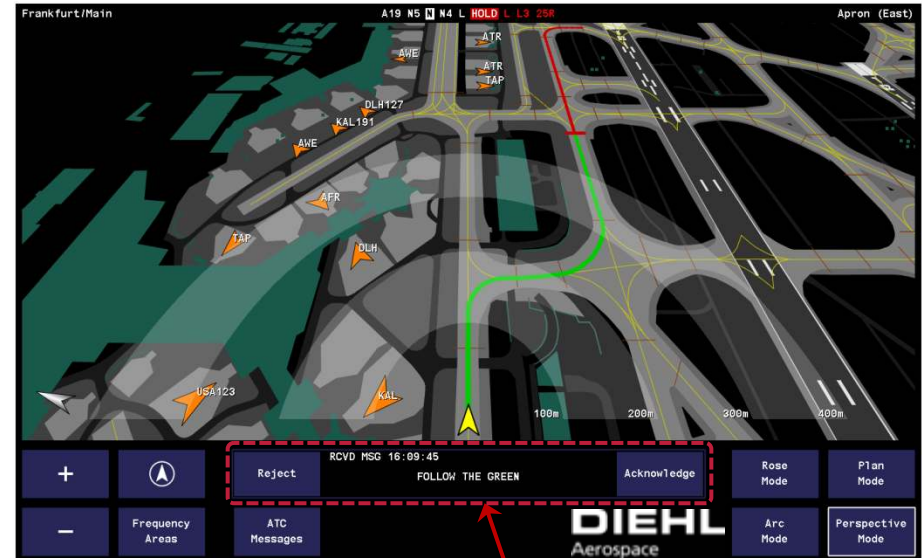 Frankfurt/Main
A19 N5 N N4 L HOLD L L3 25R
Apron (East)
ATR
AWE
ATR
TAP
DLH127
KAL191
AWE
AFR
TAP
DLH
USA123
KAL
100m
200m
300m
400m
+
Reject
RCVD MSG 16:09:45
FOLLOW THE GREEN
Acknowledge
Rose
Mode
Plan
Mode
−
Frequency
Areas
ATC
Messages
DIEHL
Aerospace
Arc
Mode
Perspective
Mode